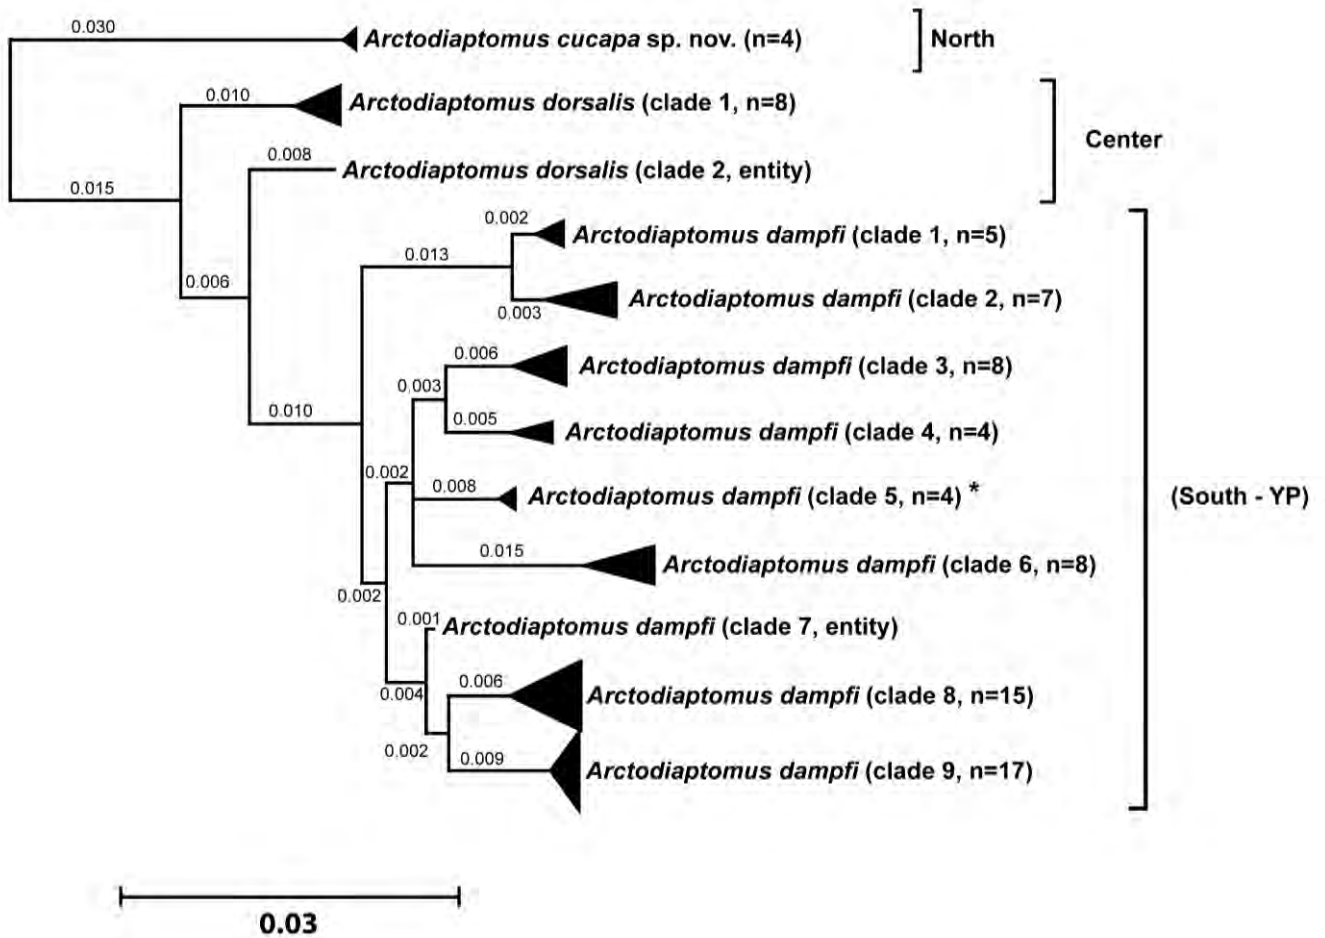 0.030
Arctodiaptomus cucapa sp. nov. (n=4)
North
0.010
Arctodiaptomus dorsalis (clade 1, n=8)
Center
0.008
Arctodiaptomus dorsalis (clade 2, entity)
0.015
0.002
Arctodiaptomus dampfi (clade 1, n=5)
0.013
0.006
Arctodiaptomus dampfi (clade 2, n=7)
0.003
0.006
Arctodiaptomus dampfi (clade 3, n=8)
0.003
0.010
0.005
Arctodiaptomus dampfi (clade 4, n=4)
0.002
0.008
Arctodiaptomus dampfi (clade 5, n=4) *
(South - YP)
0.015
Arctodiaptomus dampfi (clade 6, n=8)
0.002
0.001
Arctodiaptomus dampfi (clade 7, entity)
0.006
0.004
Arctodiaptomus dampfi (clade 8, n=15)
0.002
0.009
Arctodiaptomus dampfi (clade 9, n=17)
0.03